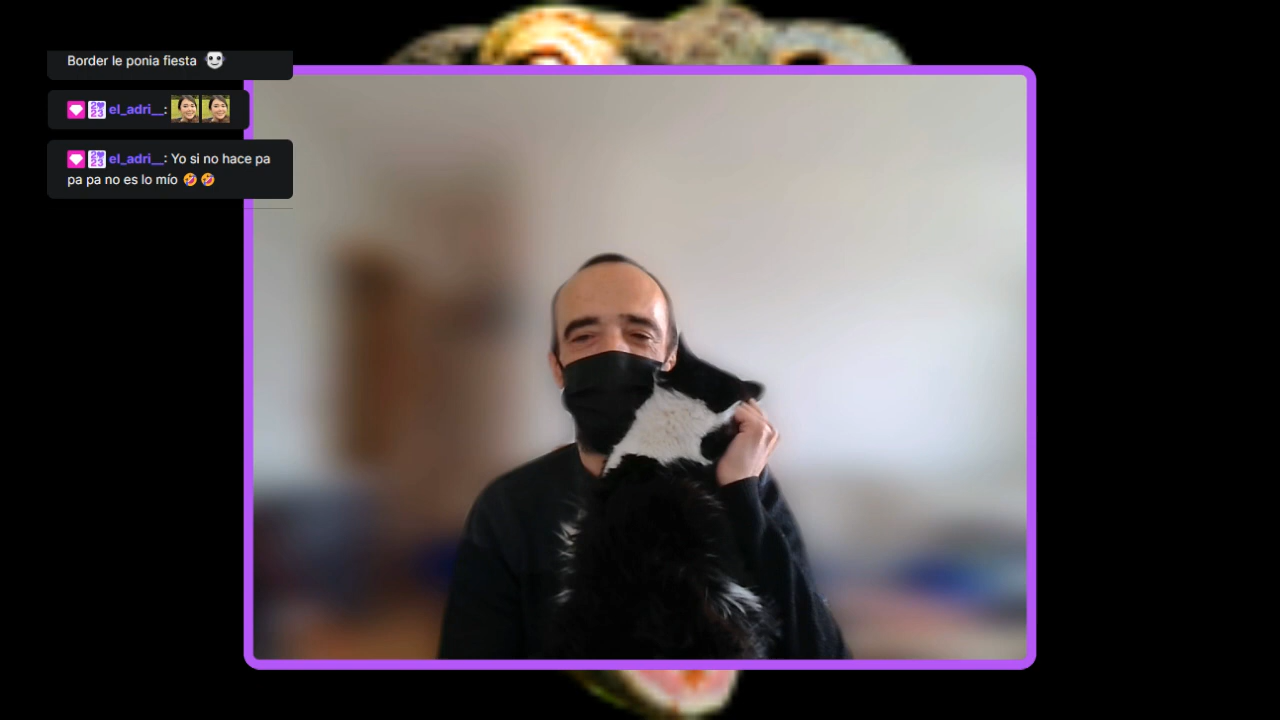 Border le ponia fiesta
el_adri__:
el_adri__: Yo si no hace pa
pa pa no es lo mío